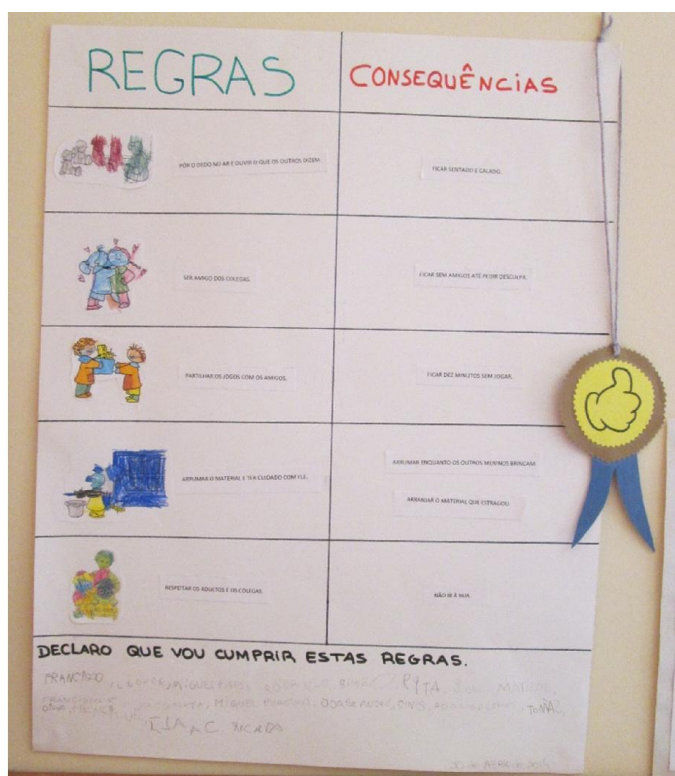 REGRAS
CONSEQUÊNCIAS
PÔR O DEDO NO AR E OUVIR O QUE OS OUTROS DIZEM.
FICAR SENTADO E CALADO.
SER AMIGO DOS COLEGAS.
FICAR SEM AMIGOS ATÉ PEDIR DESCULPA.
PARTILHAR OS JOGOS COM OS AMIGOS.
FICAR DEZ MINUTOS SEM JOGAR.
ARRUMAR O MATERIAL E TER CUIDADO COM ELE.
ARRUMAR ENQUANTO OS OUTROS MENINOS BRINCAM.
ARRANJAR O MATERIAL QUE ESTRAGOU.
RESPEITAR OS ADULTOS E OS COLEGAS.
NÃO IR À RUA.
DECLARO QUE VOU CUMPRIR ESTAS REGRAS.
RITA,
MIGUEL
ISAAC